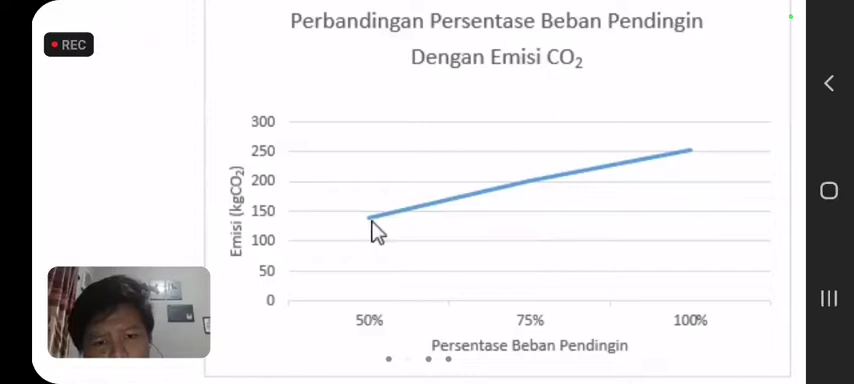 REC
Perbandingan Persentase Beban Pendingin
Dengan Emisi CO₂
Emisi (kgCO₂)
300
250
200
150
100
50
0
50% 75% 100%
Persentase Beban Pendingin